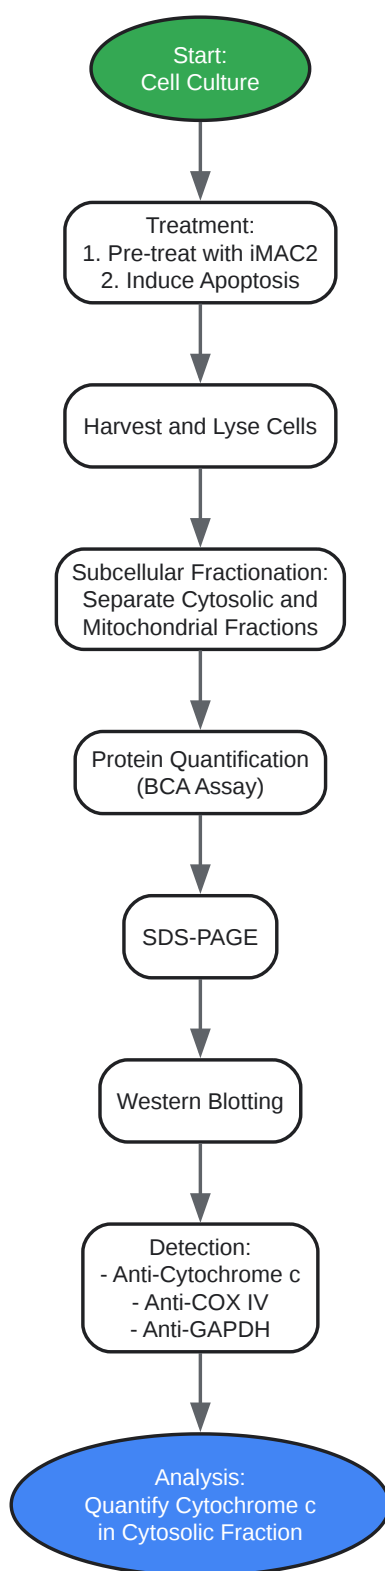 Start:
Cell Culture
Treatment:
1. Pre-treat with iMAC2
2. Induce Apoptosis
Harvest and Lyse Cells
Subcellular Fractionation:
Separate Cytosolic and
Mitochondrial Fractions
Protein Quantification
(BCA Assay)
SDS-PAGE
Western Blotting
Detection:
- Anti-Cytochrome c
- Anti-COX IV
- Anti-GAPDH
Analysis:
Quantify Cytochrome c
in Cytosolic Fraction